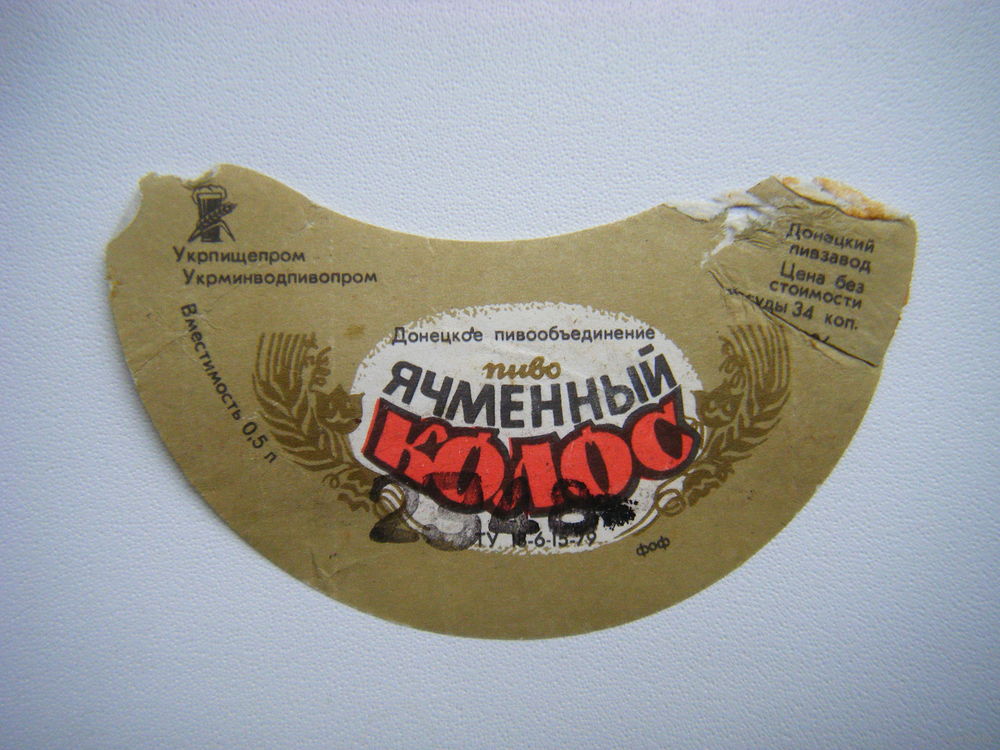 Укрпищепром
Укрминводпивопром
Вместимость 0,5 л
Донецкое пивообъединение
пиво
ЯЧМЕННЫЙ
КОЛОС
ТУ 18-6-15-79
фоф
Донецкий
пивзавод
Цена без
стоимости
посуды 34 коп.